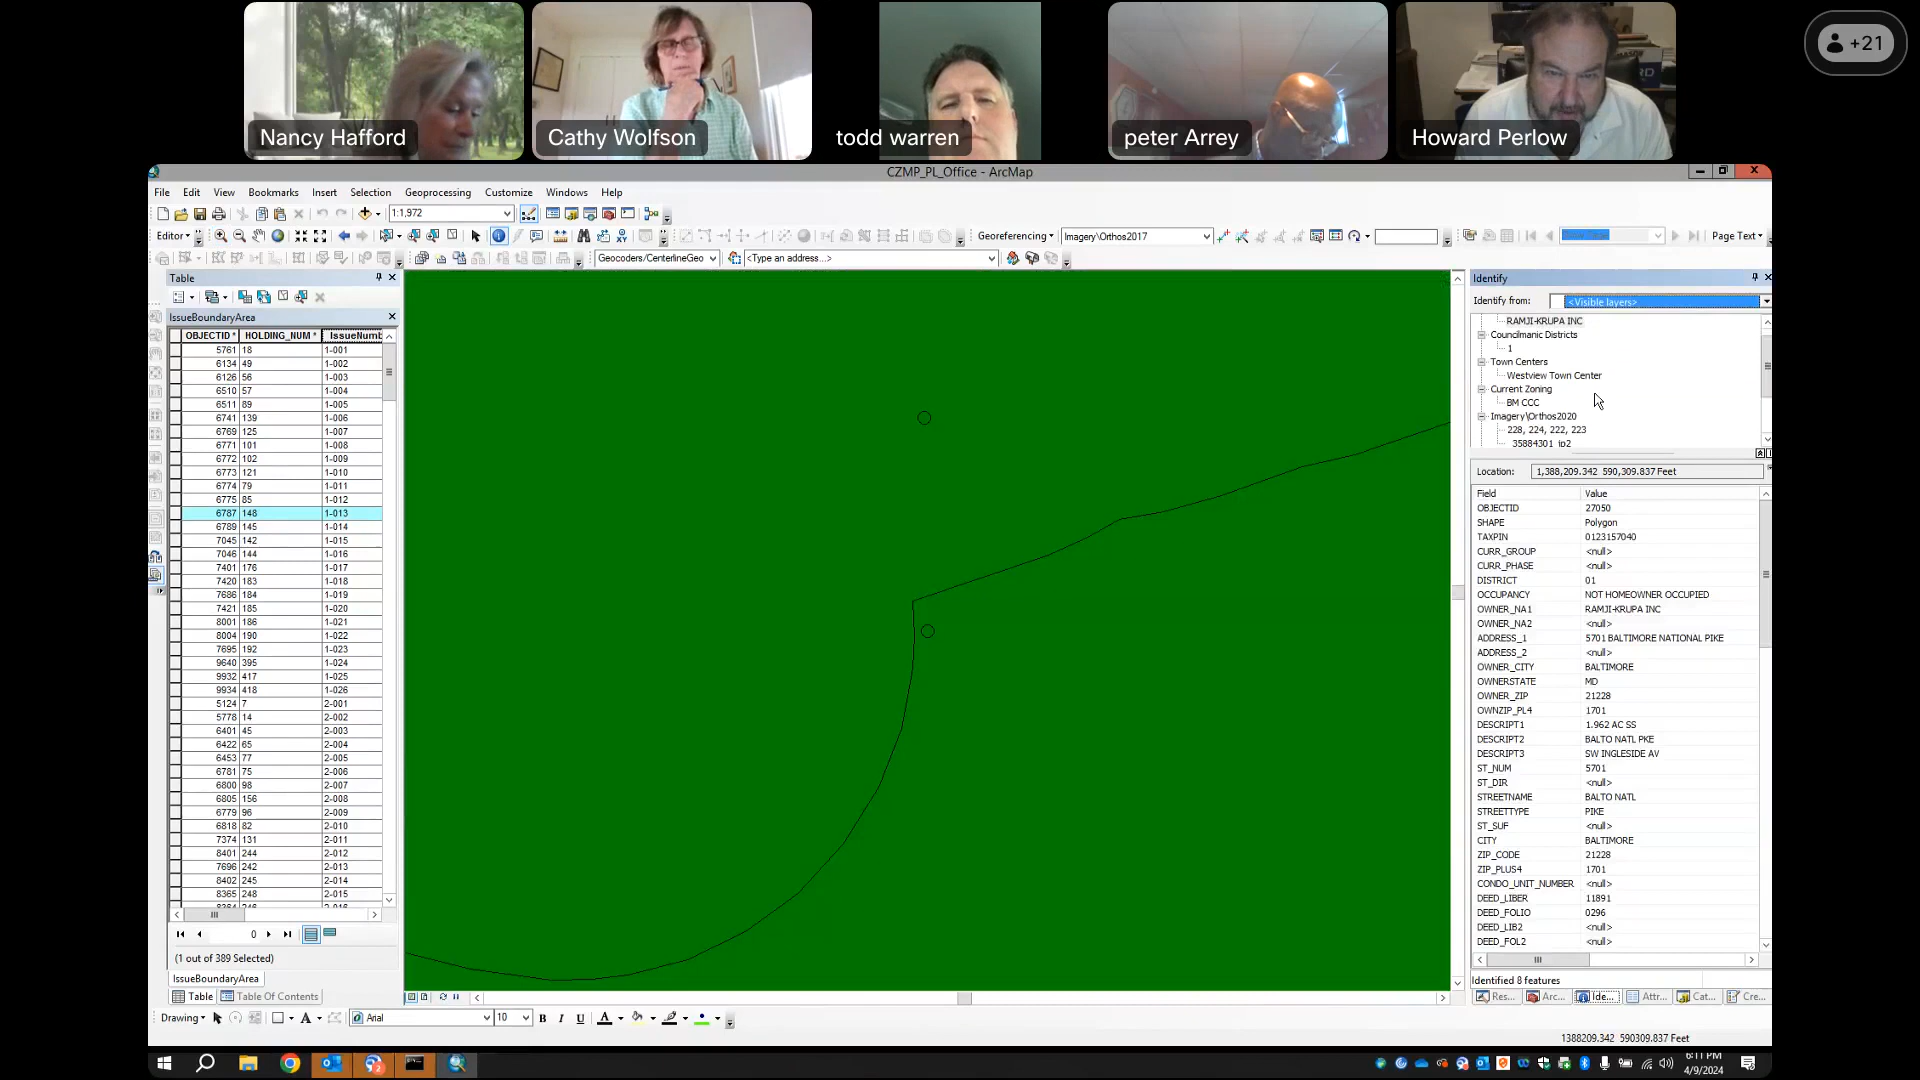 Nancy Hafford
Cathy Wolfson
todd warren
peter Arrey
Howard Perlow
+21
CZMP_PL_Office - ArcMap
File Edit View Bookmarks Insert Selection Geoprocessing Customize Windows Help
1:1,972
Editor Georeferencing Imagery\Orthos2017 Page Text
Geocoders/CenterlineGeo <Type an address...>
Table
IssueBoundaryArea
OBJECTID * HOLDING_NUM * IssueNumb
5761 18 1-001
6134 49 1-002
6126 56 1-003
6510 57 1-004
6511 89 1-005
6741 139 1-006
6769 125 1-007
6771 101 1-008
6772 102 1-009
6773 121 1-010
6774 79 1-011
6775 85 1-012
6787 148 1-013
6789 145 1-014
7045 142 1-015
7046 144 1-016
7401 176 1-017
7420 183 1-018
7686 184 1-019
7421 185 1-020
8001 186 1-021
8004 190 1-022
7695 192 1-023
9640 395 1-024
9932 417 1-025
9934 418 1-026
5124 7 2-001
5778 14 2-002
6401 45 2-003
6422 65 2-004
6453 77 2-005
6781 75 2-006
6800 98 2-007
6805 156 2-008
6779 96 2-009
6818 82 2-010
7374 131 2-011
8401 244 2-012
7696 242 2-013
8402 245 2-014
8365 248 2-015
0
(1 out of 389 Selected)
IssueBoundaryArea
Table Table Of Contents
Identify
Identify from: <Visible layers>
RAMJI-KRUPA INC
Councilmanic Districts
1
Town Centers
Westview Town Center
Current Zoning
BM CCC
Imagery\Orthos2020
228, 224, 222, 223
35884301_jp2
Location: 1,388,209.342 590,309.837 Feet
Field Value
OBJECTID 27050
SHAPE Polygon
TAXPIN 0123157040
CURR_GROUP <null>
CURR_PHASE <null>
DISTRICT 01
OCCUPANCY NOT HOMEOWNER OCCUPIED
OWNER_NA1 RAMJI-KRUPA INC
OWNER_NA2 <null>
ADDRESS_1 5701 BALTIMORE NATIONAL PIKE
ADDRESS_2 <null>
OWNER_CITY BALTIMORE
OWNERSTATE MD
OWNER_ZIP 21228
OWNZIP_PL4 1701
DESCRIPT1 1.962 AC SS
DESCRIPT2 BALTO NATL PKE
DESCRIPT3 SW INGLESIDE AV
ST_NUM 5701
ST_DIR <null>
STREETNAME BALTO NATL
STREETTYPE PIKE
ST_SUF <null>
CITY BALTIMORE
ZIP_CODE 21228
ZIP_PLUS4 1701
CONDO_UNIT_NUMBER <null>
DEED_LIBER 11891
DEED_FOLIO 0296
DEED_LIB2 <null>
DEED_FOL2 <null>
Identified 8 features
Res... Arc... Ide... Attr... Cat... Cre...
Drawing Arial 10 B I U A
1388209.342 590309.837 Feet
6:11 PM
4/9/2024